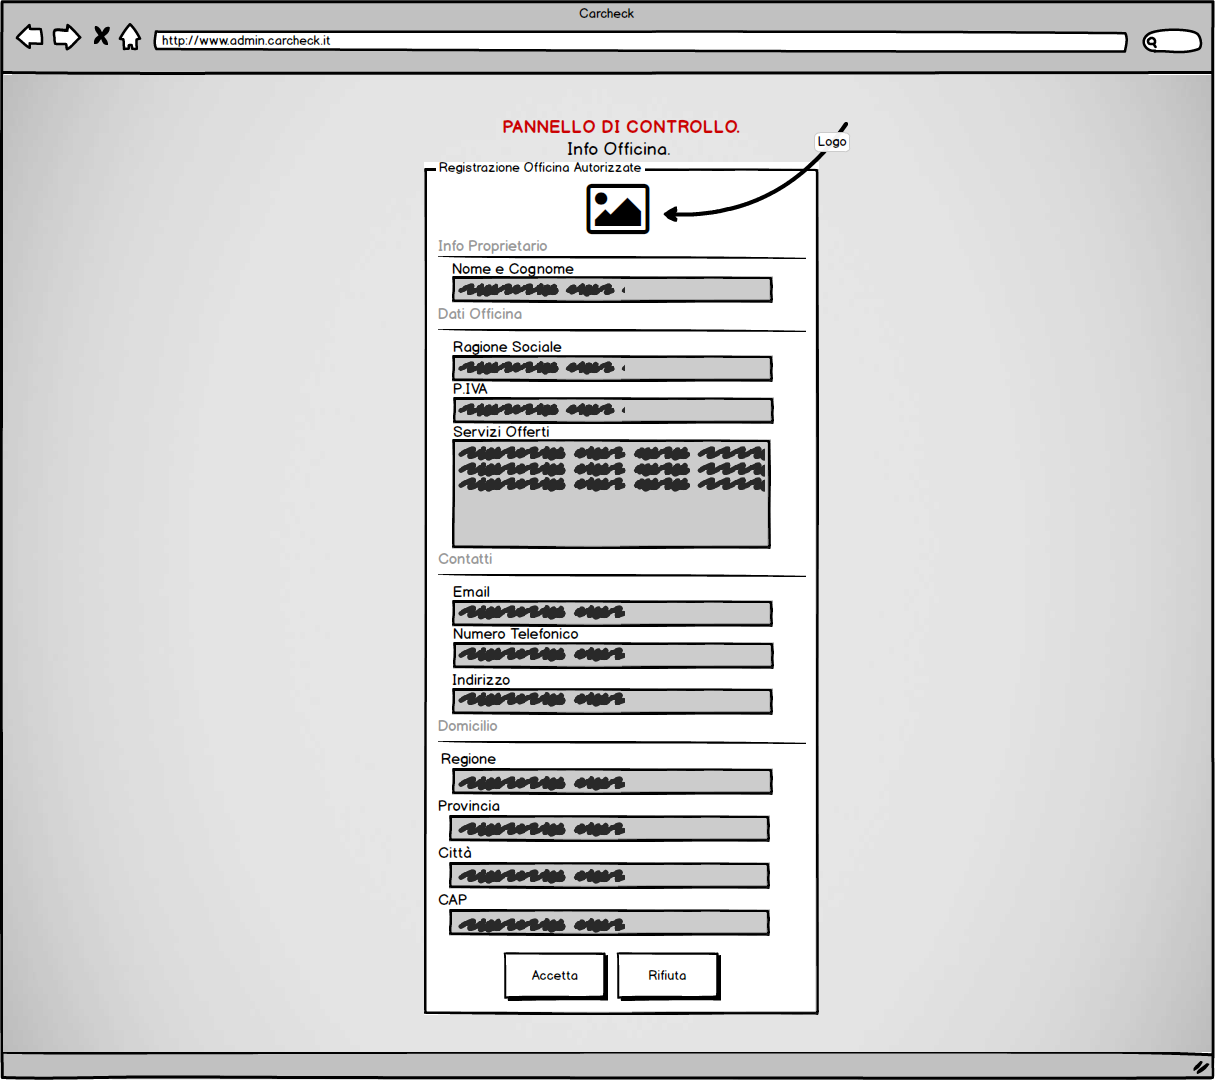 Carcheck
http://www.admin.carcheck.it
PANNELLO DI CONTROLLO.
Info Officina.
Logo
Registrazione Officina Autorizzate
Info Proprietario
Nome e Cognome
Dati Officina
Ragione Sociale
P.IVA
Servizi Offerti
Contatti
Email
Numero Telefonico
Indirizzo
Domicilio
Regione
Provincia
Città
CAP
Accetta
Rifiuta